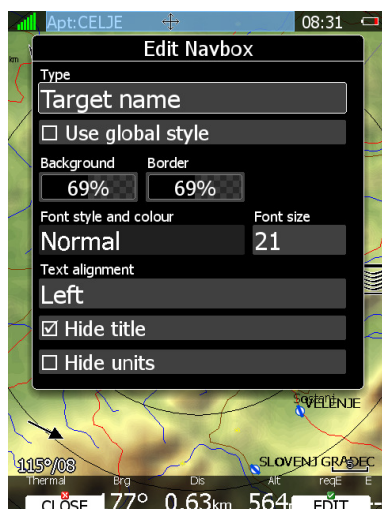 Apt:CELJE 08:31
km
Edit Navbox
Type
Target name
Use global style
Background Border
69% 69%
Font style and colour Font size
Normal 21
Text alignment
Left
Hide title
Hide units
VELENJE
SLOVENJ GRADEC
115°/08
Thermal Brg Dis Alt reqE E
CLOSE 177° 0.63km 564m EDIT